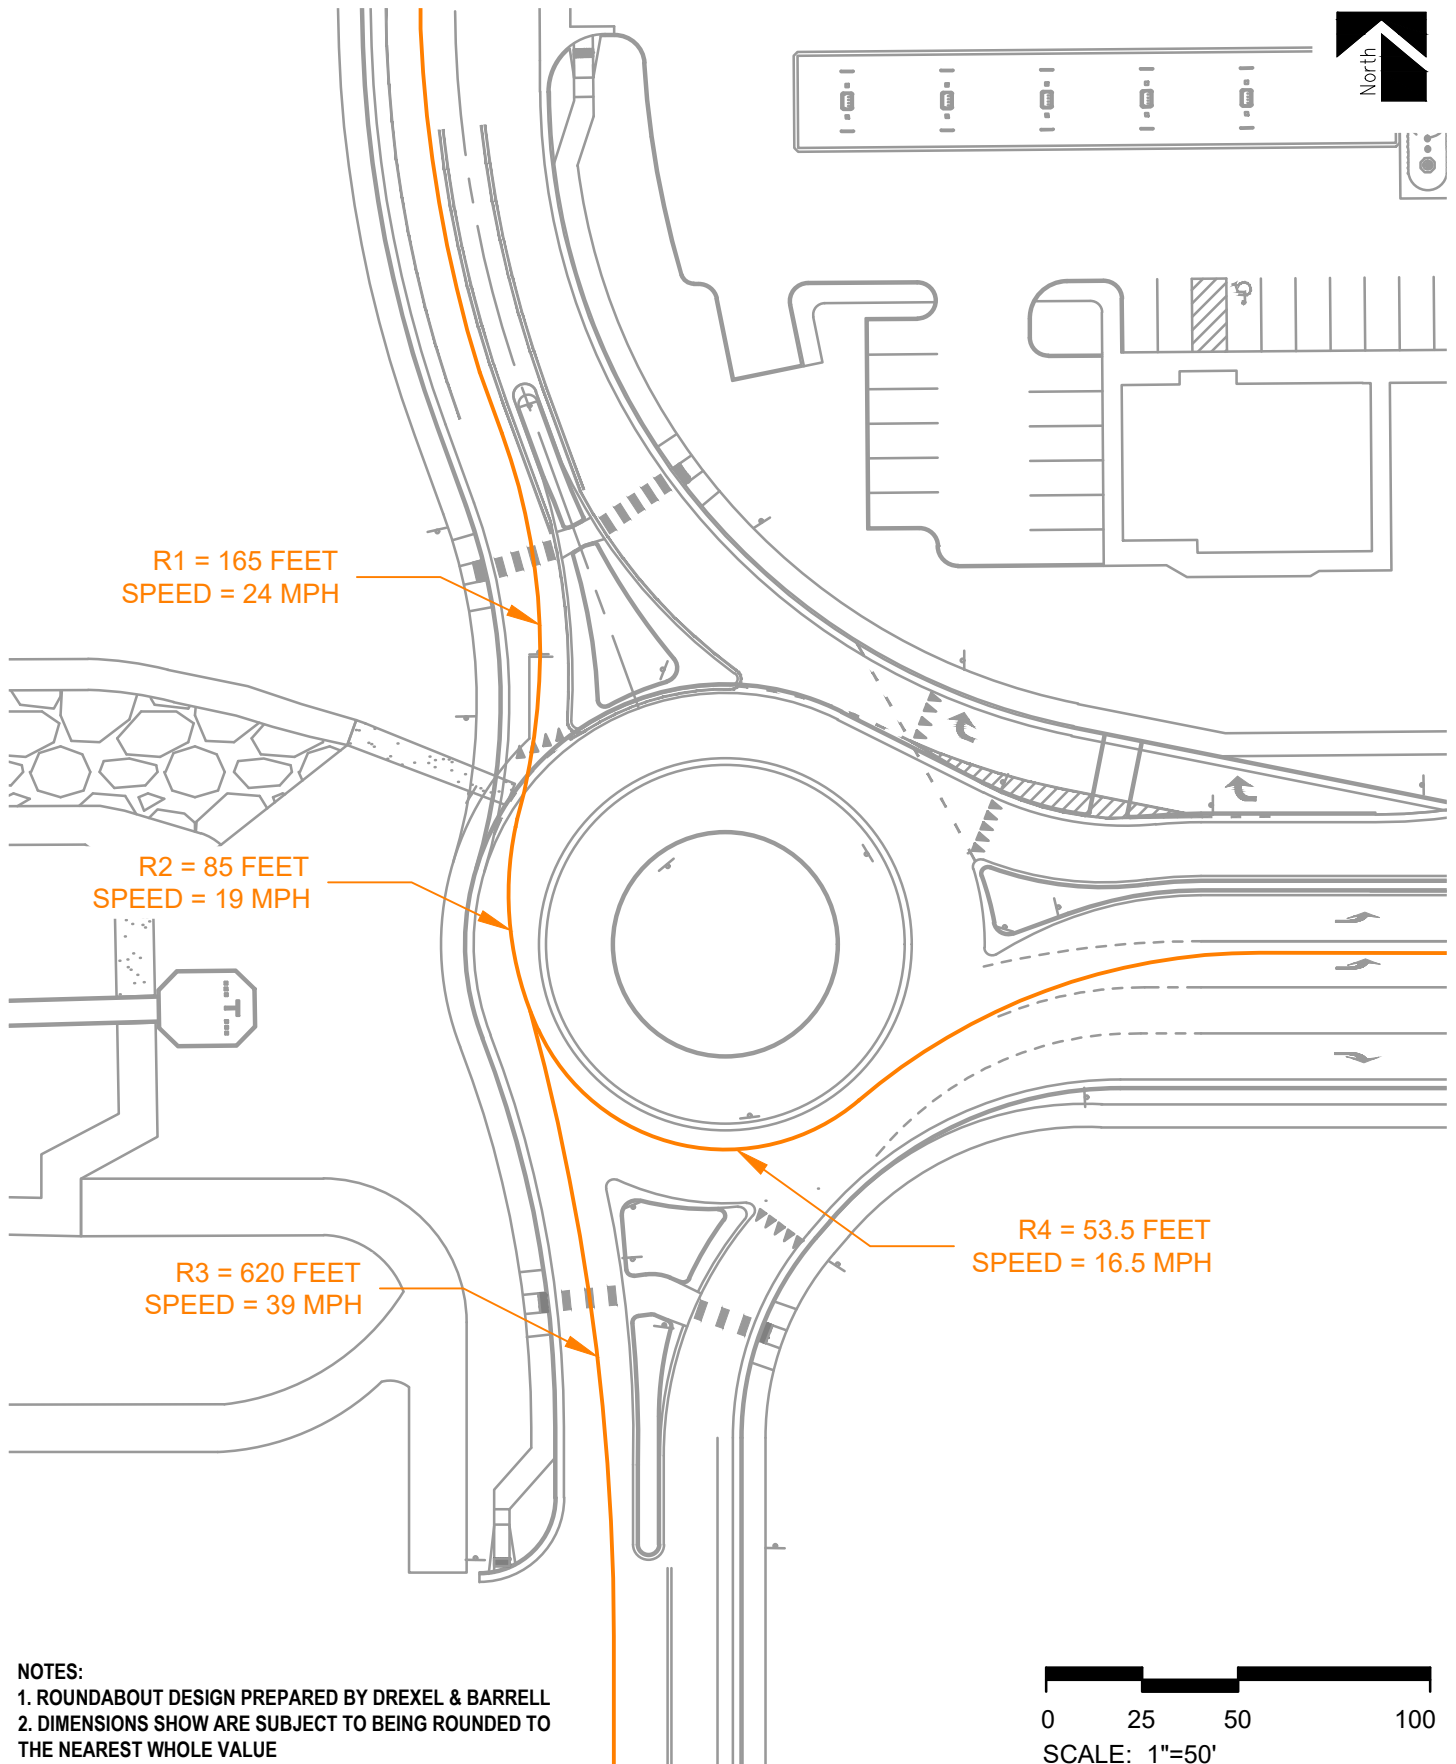 North
R1 = 165 FEET
SPEED = 24 MPH
R2 = 85 FEET
SPEED = 19 MPH
T
R4 = 53.5 FEET
SPEED = 16.5 MPH
R3 = 620 FEET
SPEED = 39 MPH
NOTES:
1. ROUNDABOUT DESIGN PREPARED BY DREXEL & BARRELL
2. DIMENSIONS SHOW ARE SUBJECT TO BEING ROUNDED TO
THE NEAREST WHOLE VALUE
0 25 50 100
SCALE: 1"=50'